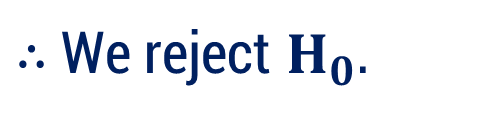 ∴ We reject H₀.